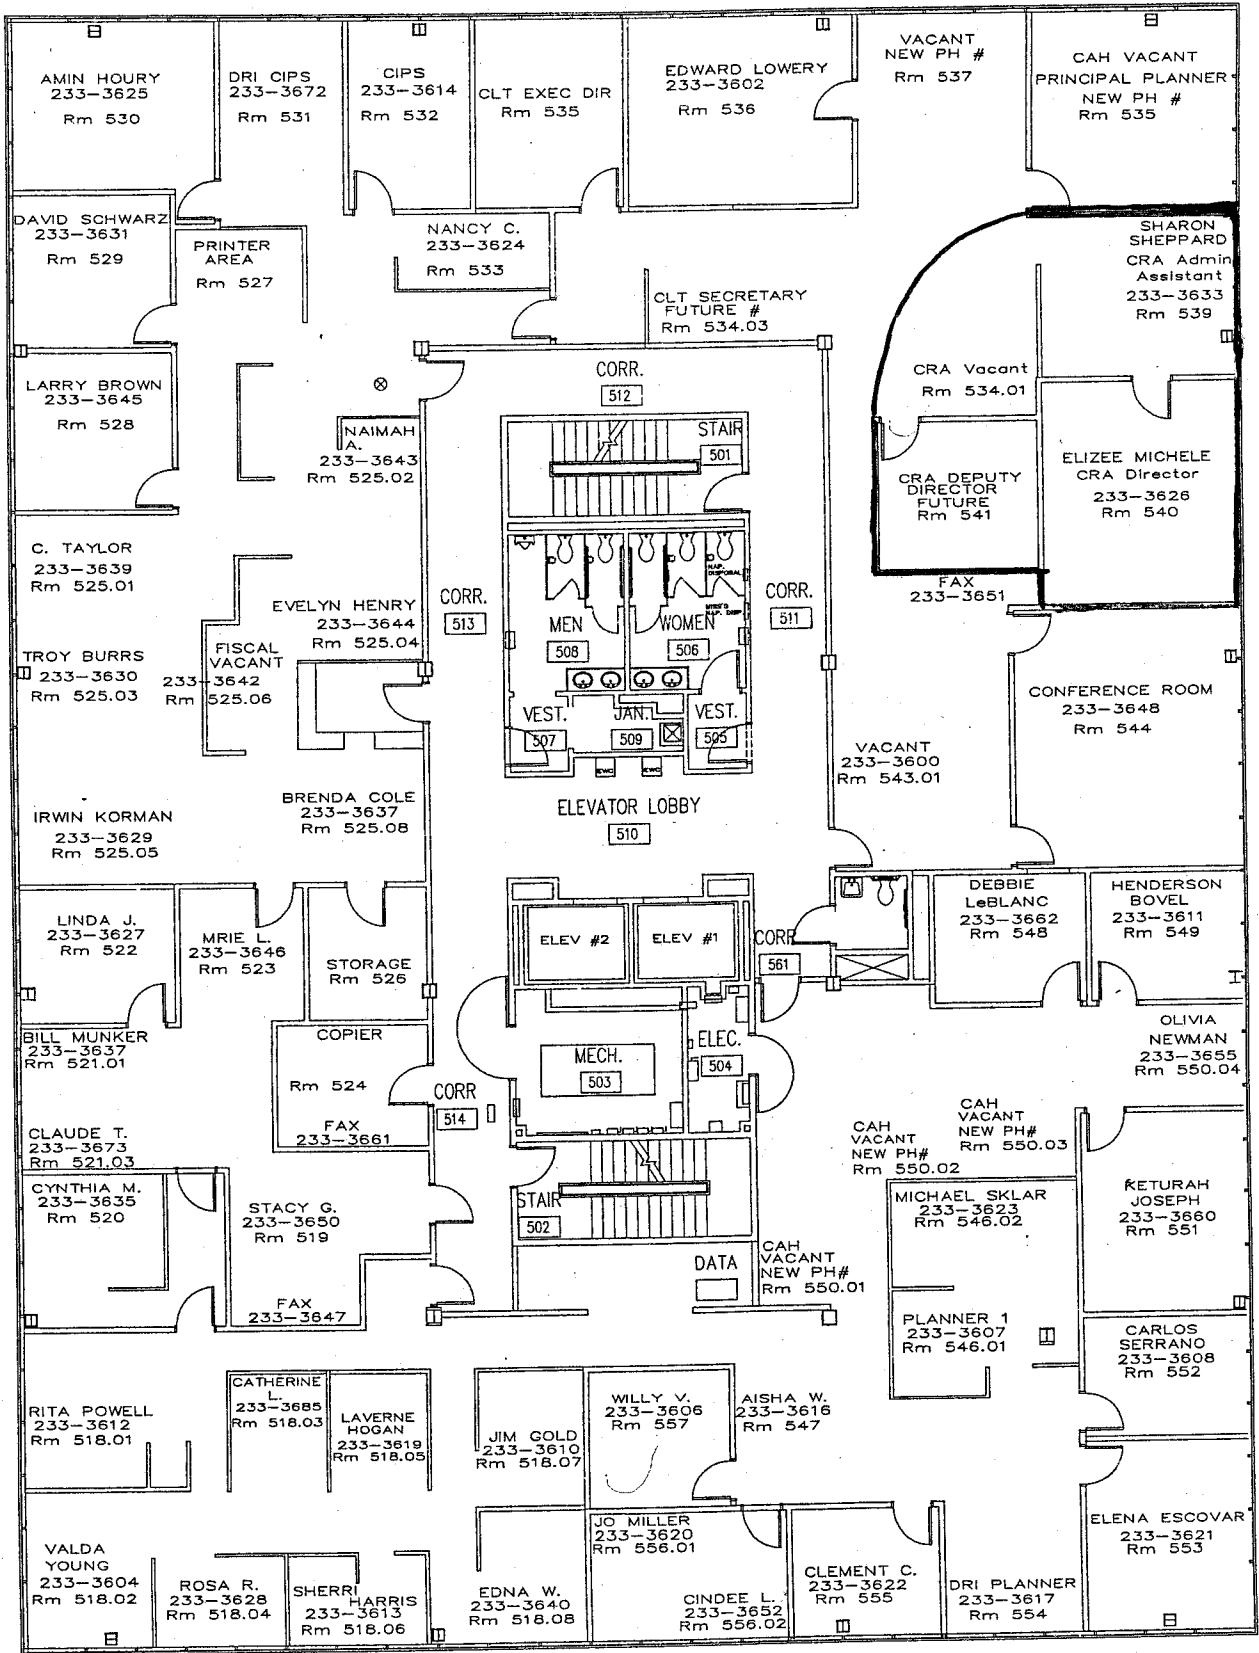 AMIN HOURY
233-3625
Rm 530
DRI CIPS
233-3672
Rm 531
CIPS
233-3614
Rm 532
CLT EXEC DIR
Rm 535
EDWARD LOWERY
233-3602
Rm 536
VACANT
NEW PH #
Rm 537
CAH VACANT
PRINCIPAL PLANNER
NEW PH #
Rm 535
DAVID SCHWARZ
233-3631
Rm 529
PRINTER
AREA
Rm 527
NANCY C.
233-3624
Rm 533
CLT SECRETARY
FUTURE #
Rm 534.03
SHARON
SHEPPARD
CRA Admin
Assistant
233-3633
Rm 539
LARRY BROWN
233-3645
Rm 528
NAIMAH
A.
233-3643
Rm 525.02
CORR.
512
STAIR
501
CRA Vacant
Rm 534.01
CRA DEPUTY
DIRECTOR
FUTURE
Rm 541
ELIZEE MICHELE
CRA Director
233-3626
Rm 540
C. TAYLOR
233-3639
Rm 525.01
EVELYN HENRY
233-3644
Rm 525.04
CORR.
513
MEN
508
NAP.
DISPOSAL
NAP. DISP
WOMEN
506
CORR.
511
FAX
233-3651
TROY BURRS
233-3630
Rm 525.03
FISCAL
VACANT
233-3642
Rm 525.06
VEST.
507
JAN.
509
VEST.
505
EWC
EWC
CONFERENCE ROOM
233-3648
Rm 544
VACANT
233-3600
Rm 543.01
IRWIN KORMAN
233-3629
Rm 525.05
BRENDA COLE
233-3637
Rm 525.08
ELEVATOR LOBBY
510
LINDA J.
233-3627
Rm 522
MRIE L.
233-3646
Rm 523
STORAGE
Rm 526
ELEV #2
ELEV #1
CORR
561
DEBBIE
LeBLANC
233-3662
Rm 548
HENDERSON
BOVEL
233-3611
Rm 549
BILL MUNKER
233-3637
Rm 521.01
COPIER
Rm 524
FAX
233-3661
CORR
514
MECH.
503
ELEC.
504
OLIVIA
NEWMAN
233-3655
Rm 550.04
CLAUDE T.
233-3673
Rm 521.03
CAH
VACANT
NEW PH#
Rm 550.02
CAH
VACANT
NEW PH#
Rm 550.03
CYNTHIA M.
233-3635
Rm 520
STACY G.
233-3650
Rm 519
FAX
233-3647
STAIR
502
DATA
CAH
VACANT
NEW PH#
Rm 550.01
MICHAEL SKLAR
233-3623
Rm 546.02
KETURAH
JOSEPH
233-3660
Rm 551
PLANNER 1
233-3607
Rm 546.01
CARLOS
SERRANO
233-3608
Rm 552
RITA POWELL
233-3612
Rm 518.01
CATHERINE
L.
233-3685
Rm 518.03
LAVERNE
HOGAN
233-3619
Rm 518.05
JIM GOLD
233-3610
Rm 518.07
WILLY V.
233-3606
Rm 557
AISHA W.
233-3616
Rm 547
VALDA
YOUNG
233-3604
Rm 518.02
ROSA R.
233-3628
Rm 518.04
SHERRI
HARRIS
233-3613
Rm 518.06
EDNA W.
233-3640
Rm 518.08
JO MILLER
233-3620
Rm 556.01
CINDEE L.
233-3652
Rm 556.02
CLEMENT C.
233-3622
Rm 555
DRI PLANNER
233-3617
Rm 554
ELENA ESCOVAR
233-3621
Rm 553